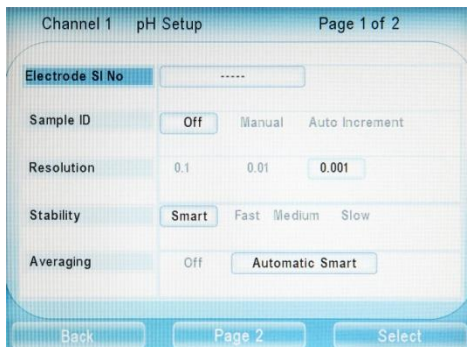 Channel 1 pH Setup Page 1 of 2
Electrode SI No -----
Sample ID Off Manual Auto Increment
Resolution 0.1 0.01 0.001
Stability Smart Fast Medium Slow
Averaging Off Automatic Smart
Back Page 2 Select